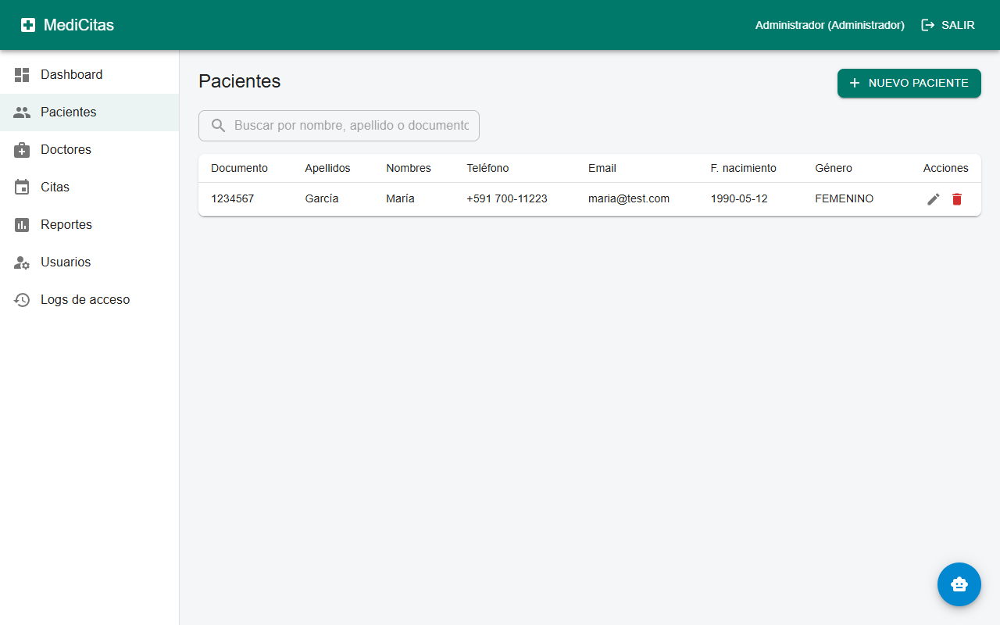 MediCitas
Administrador (Administrador)
SALIR
Dashboard
Pacientes
Doctores
Citas
Reportes
Usuarios
Logs de acceso
Pacientes
NUEVO PACIENTE
Buscar por nombre, apellido o documento
Documento Apellidos Nombres Teléfono Email F. nacimiento Género Acciones
1234567 García María +591 700-11223 maria@test.com 1990-05-12 FEMENINO